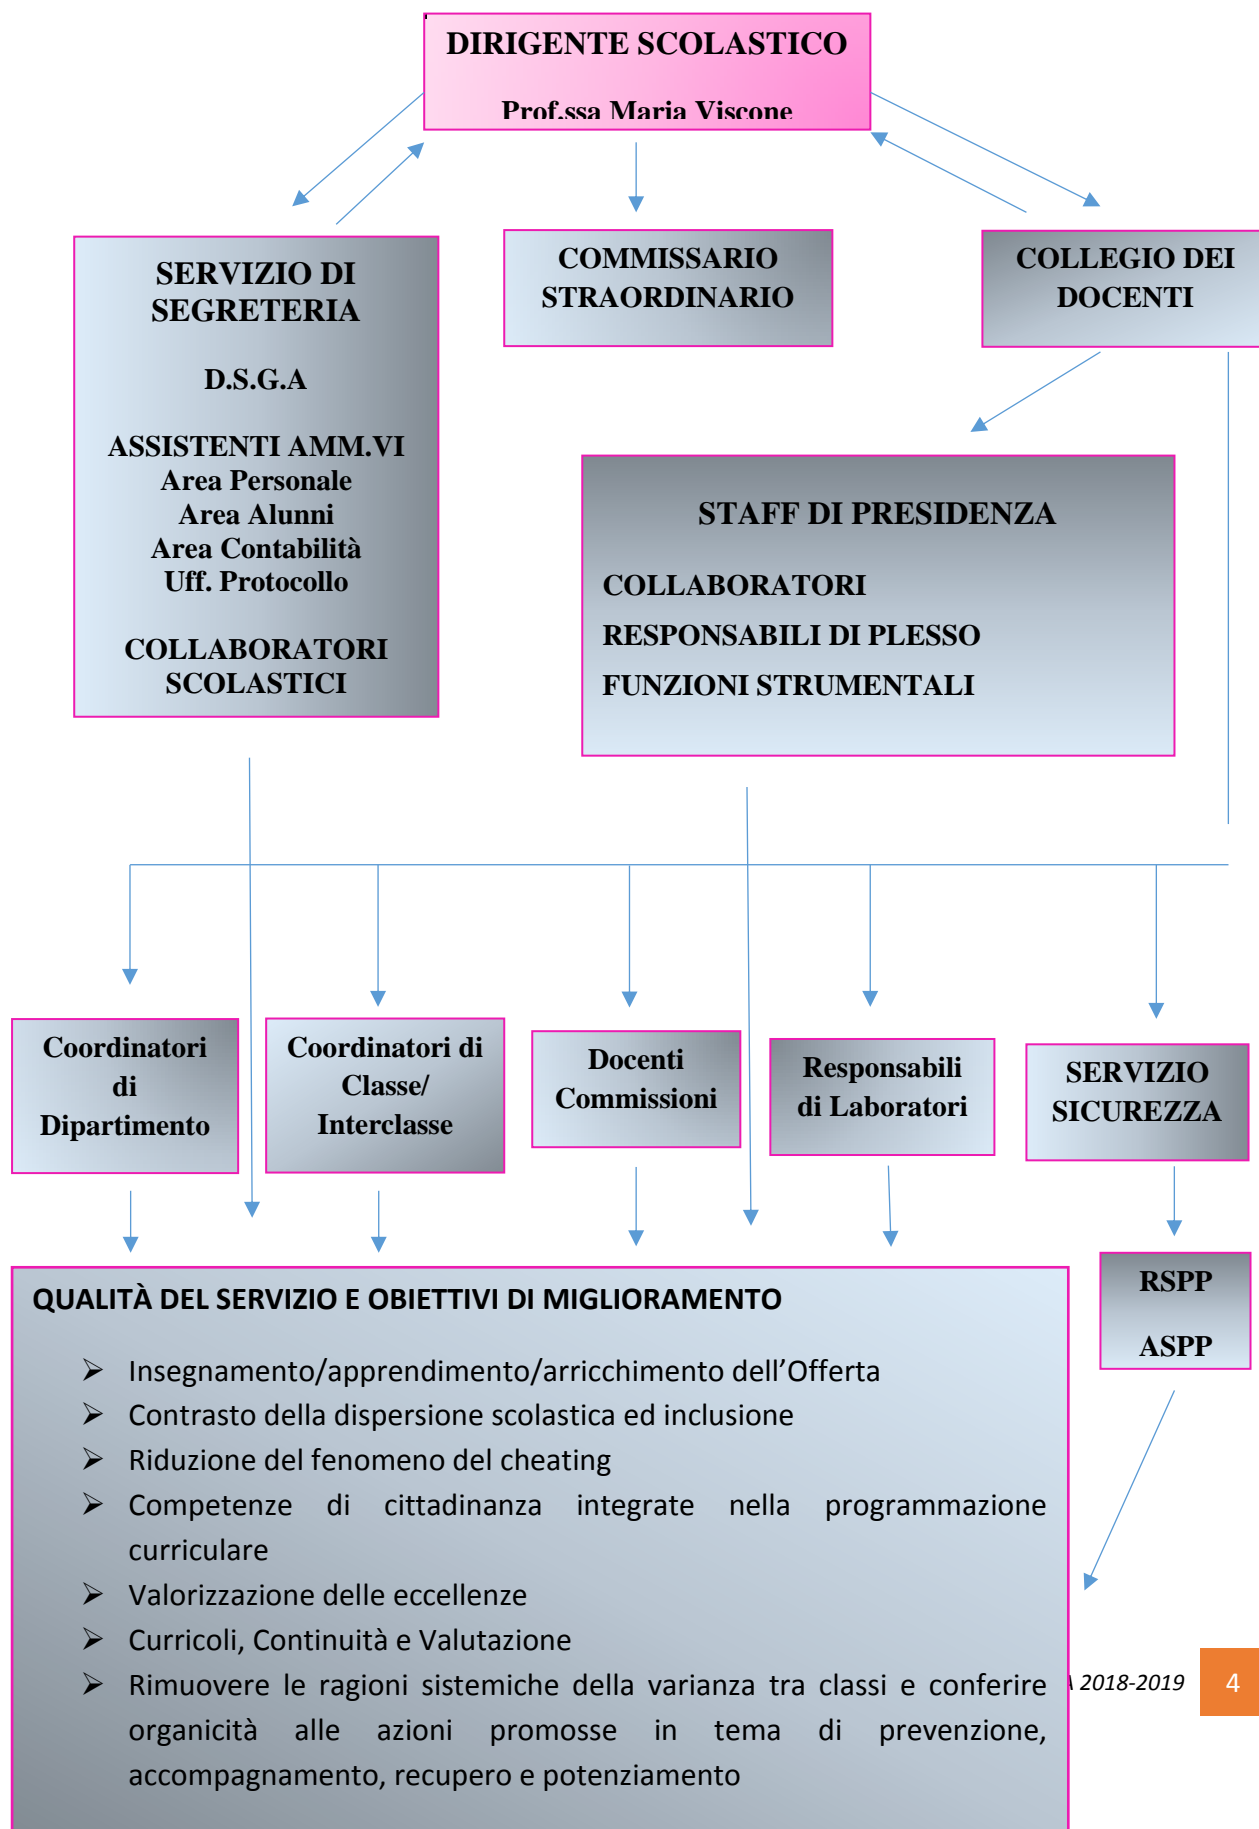 DIRIGENTE SCOLASTICO
Prof.ssa Maria Viscone
SERVIZIO DI
SEGRETERIA
D.S.G.A
ASSISTENTI AMM.VI
Area Personale
Area Alunni
Area Contabilità
Uff. Protocollo
COLLABORATORI
SCOLASTICI
COMMISSARIO
STRAORDINARIO
COLLEGIO DEI
DOCENTI
STAFF DI PRESIDENZA
COLLABORATORI
RESPONSABILI DI PLESSO
FUNZIONI STRUMENTALI
Coordinatori
di
Dipartimento
Coordinatori di
Classe/
Interclasse
Docenti
Commissioni
Responsabili
di Laboratori
SERVIZIO
SICUREZZA
RSPP
ASPP
QUALITÀ DEL SERVIZIO E OBIETTIVI DI MIGLIORAMENTO
➢ Insegnamento/apprendimento/arricchimento dell’Offerta
➢ Contrasto della dispersione scolastica ed inclusione
➢ Riduzione del fenomeno del cheating
➢ Competenze di cittadinanza integrate nella programmazione
curriculare
➢ Valorizzazione delle eccellenze
➢ Curricoli, Continuità e Valutazione
➢ Rimuovere le ragioni sistemiche della varianza tra classi e conferire
organicità alle azioni promosse in tema di prevenzione,
accompagnamento, recupero e potenziamento
2018-2019
4